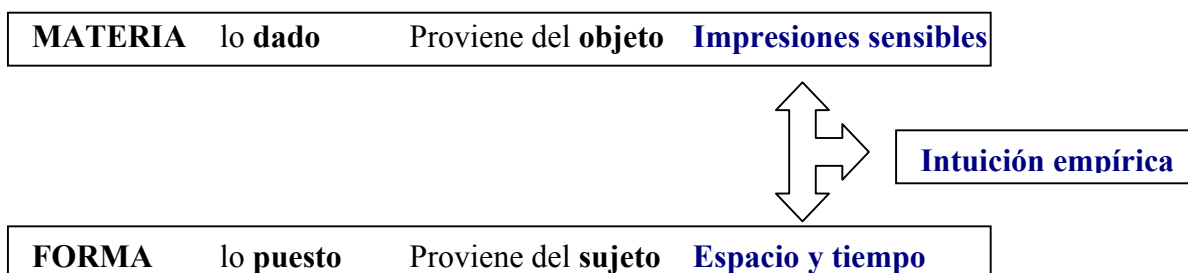 MATERIA lo dado Proviene del objeto Impresiones sensibles
Intuición empírica
FORMA lo puesto Proviene del sujeto Espacio y tiempo